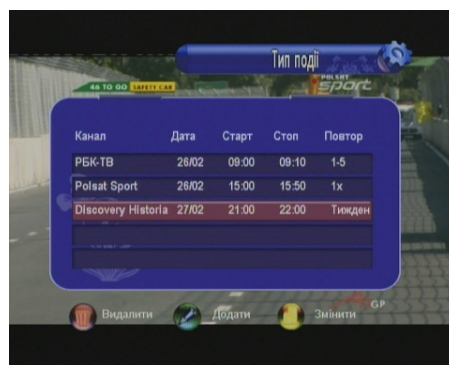 Тип події
46 TO GO SAFETY CAR
POLSAT
sport
Канал Дата Старт Стоп Повтор
РБК-ТВ 26/02 09:00 09:10 1-5
Polsat Sport 26/02 15:00 15:50 1x
Discovery Historia 27/02 21:00 22:00 Тижден
GP
Видалити Додати Змінити